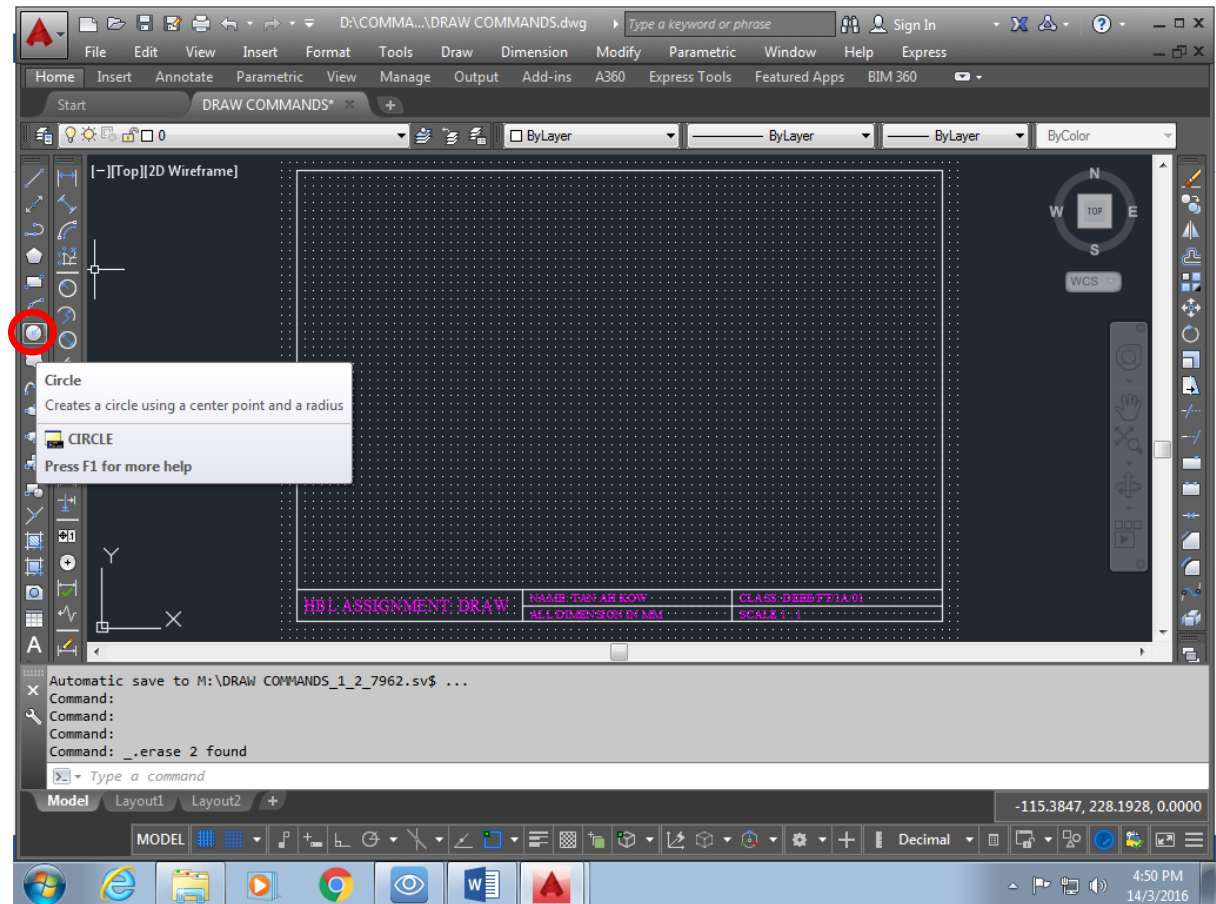 D:\COMMA...\DRAW COMMANDS.dwg Type a keyword or phrase Sign In
File Edit View Insert Format Tools Draw Dimension Modify Parametric Window Help Express
Home Insert Annotate Parametric View Manage Output Add-ins A360 Express Tools Featured Apps BIM 360
Start DRAW COMMANDS*
0 ByLayer ByLayer ByLayer ByColor
[−][Top][2D Wireframe]
N
W TOP E
S
WCS
Circle
Creates a circle using a center point and a radius
CIRCLE
Press F1 for more help
Y
X
A
HBL ASSIGNMENT: DRAW
NAME: TAN AH KOW CLASS: DEEB/FT/1A/01
ALL DIMENSION IN MM SCALE 1 : 1
Automatic save to M:\DRAW COMMANDS_1_2_7962.sv$ ...
Command:
Command:
Command:
Command: _.erase 2 found
Type a command
Model Layout1 Layout2 +
-115.3847, 228.1928, 0.0000
MODEL Decimal
4:50 PM
14/3/2016